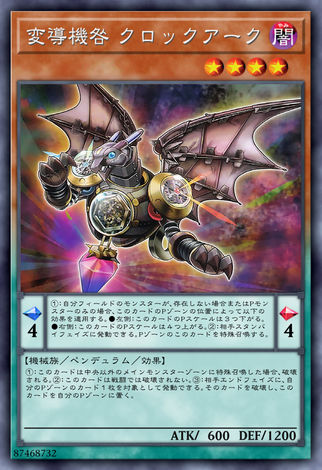 変導機咎 クロックアーク
やみ
闇
①:自分フィールドのモンスターが、存在しない場合またはPモン
スターのみの場合、このカードのPゾーンの位置によって以下の
効果を適用する。●左側:このカードのPスケールは3つ下がる。
●右側:このカードのPスケールは4つ上がる。②:相手スタンバ
イフェイズに発動できる。Pゾーンのこのカードを特殊召喚する。
4
4
【機械族/ペンデュラム/効果】
①:このカードは中央以外のメインモンスターゾーンに特殊召喚した場合、破壊
される。②:このカードは戦闘では破壊されない。③:相手エンドフェイズに、自
分のPゾーンのカード1枚を対象として発動できる。そのカードを破壊し、この
カードを自分のPゾーンに置く。
ATK/ 600 DEF/1200
87468732